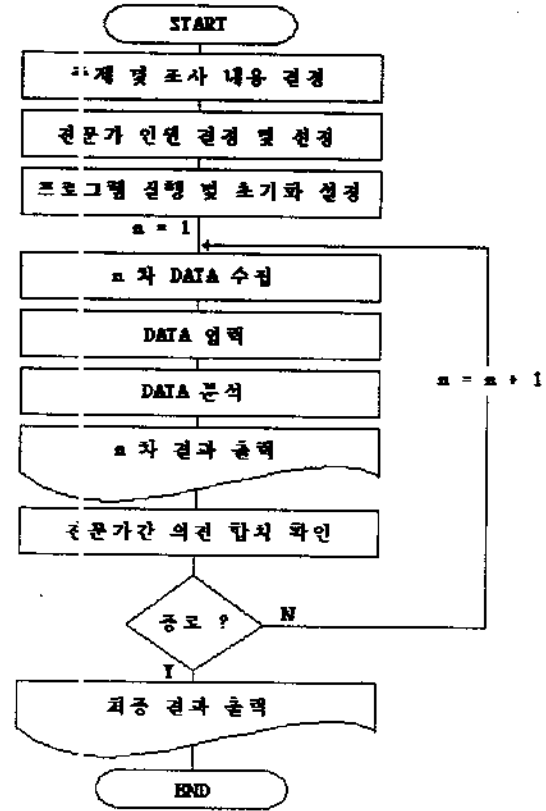 START
주제 및 조사 내용 결정
전문가 인원 결정 및 선정
프로그램 실행 및 초기화 설정
n = 1
n 차 DATA 수집
DATA 입력
DATA 분석
n = n + 1
n 차 결과 출력
전문가간 의견 합치 확인
종료 ?
N
Y
최종 결과 출력
END